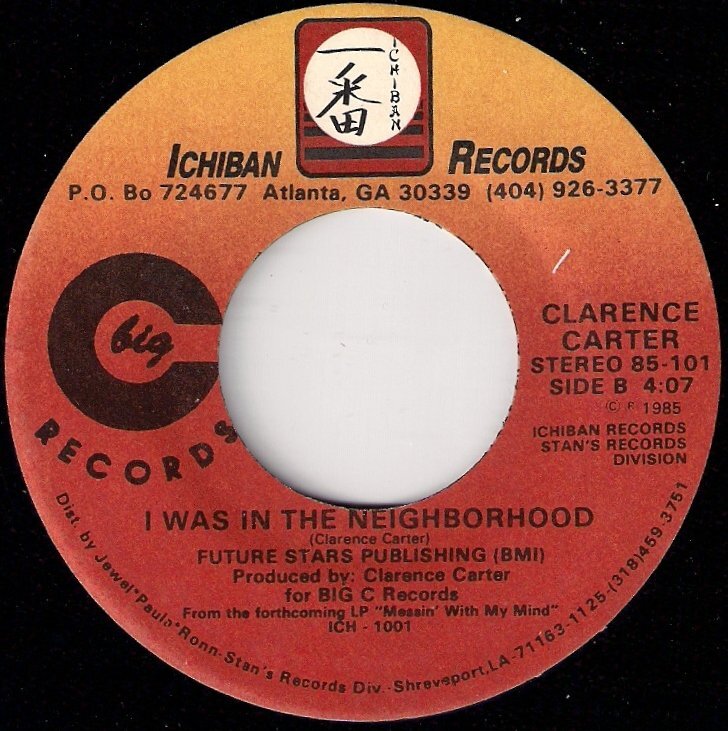 一番
ICHIBAN
ICHIBAN RECORDS
P.O. Bo 724677 Atlanta, GA 30339 (404) 926-3377
big
C
RECORDS
CLARENCE
CARTER
STEREO 85-101
SIDE B 4:07
(C) P 1985
ICHIBAN RECORDS
STAN'S RECORDS
DIVISION
I WAS IN THE NEIGHBORHOOD
(Clarence Carter)
FUTURE STARS PUBLISHING (BMI)
Produced by: Clarence Carter
for BIG C Records
From the forthcoming LP "Messin' With My Mind"
ICH - 1001
Dist. by Jewel*Paula*Ronn-Stan's Records Div.-Shreveport,LA-71163-1125-(318)459 3751